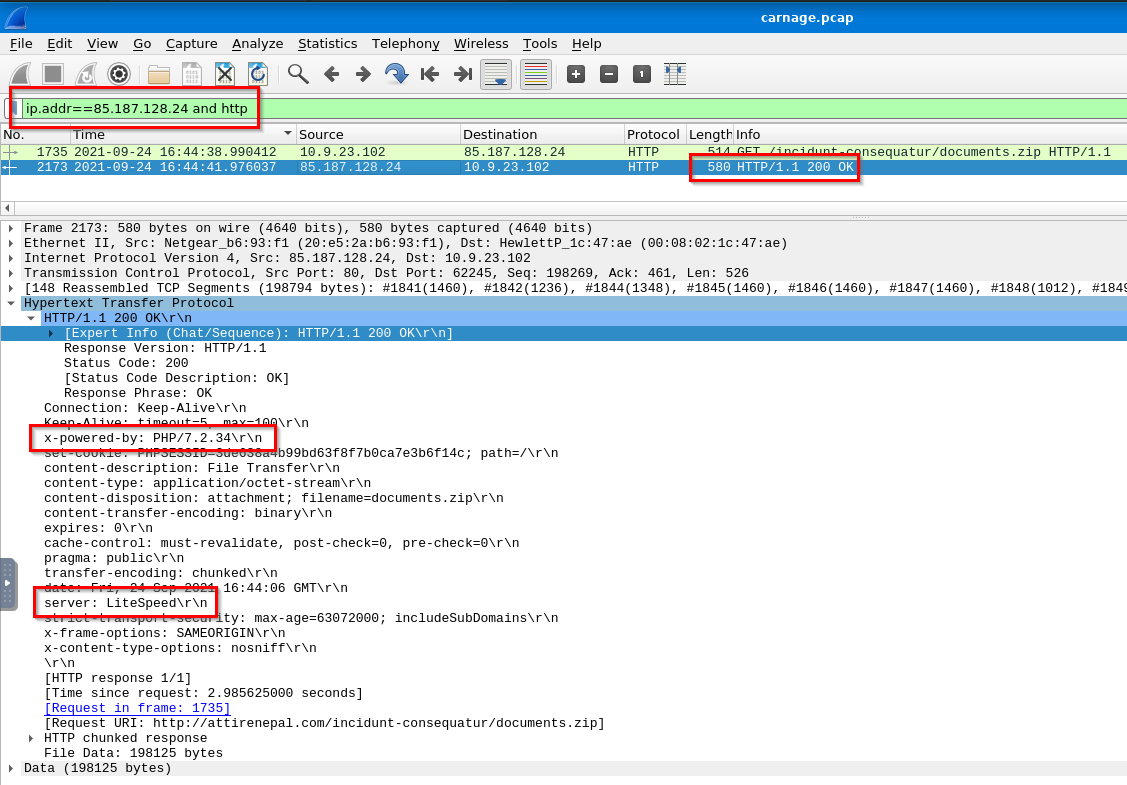 carnage.pcap
File Edit View Go Capture Analyze Statistics Telephony Wireless Tools Help
ip.addr==85.187.128.24 and http
No. Time Source Destination Protocol Length Info
1735 2021-09-24 16:44:38.990412 10.9.23.102 85.187.128.24 HTTP 514 GET /incidunt-consequatur/documents.zip HTTP/1.1
2173 2021-09-24 16:44:41.976037 85.187.128.24 10.9.23.102 HTTP 580 HTTP/1.1 200 OK
Frame 2173: 580 bytes on wire (4640 bits), 580 bytes captured (4640 bits)
Ethernet II, Src: Netgear_b6:93:f1 (20:e5:2a:b6:93:f1), Dst: HewlettP_1c:47:ae (00:08:02:1c:47:ae)
Internet Protocol Version 4, Src: 85.187.128.24, Dst: 10.9.23.102
Transmission Control Protocol, Src Port: 80, Dst Port: 62245, Seq: 198269, Ack: 461, Len: 526
[148 Reassembled TCP Segments (198794 bytes): #1841(1460), #1842(1236), #1844(1348), #1845(1460), #1846(1460), #1847(1460), #1848(1012), #1849
Hypertext Transfer Protocol
HTTP/1.1 200 OK\r\n
[Expert Info (Chat/Sequence): HTTP/1.1 200 OK\r\n]
Response Version: HTTP/1.1
Status Code: 200
[Status Code Description: OK]
Response Phrase: OK
Connection: Keep-Alive\r\n
Keep-Alive: timeout=5, max=100\r\n
x-powered-by: PHP/7.2.34\r\n
set-cookie: PHPSESSID=3de638a4b99bd63f8f7b0ca7e3b6f14c; path=/\r\n
content-description: File Transfer\r\n
content-type: application/octet-stream\r\n
content-disposition: attachment; filename=documents.zip\r\n
content-transfer-encoding: binary\r\n
expires: 0\r\n
cache-control: must-revalidate, post-check=0, pre-check=0\r\n
pragma: public\r\n
transfer-encoding: chunked\r\n
date: Fri, 24 Sep 2021 16:44:06 GMT\r\n
server: LiteSpeed\r\n
strict-transport-security: max-age=63072000; includeSubDomains\r\n
x-frame-options: SAMEORIGIN\r\n
x-content-type-options: nosniff\r\n
\r\n
[HTTP response 1/1]
[Time since request: 2.985625000 seconds]
[Request in frame: 1735]
[Request URI: http://attirenepal.com/incidunt-consequatur/documents.zip]
HTTP chunked response
File Data: 198125 bytes
Data (198125 bytes)